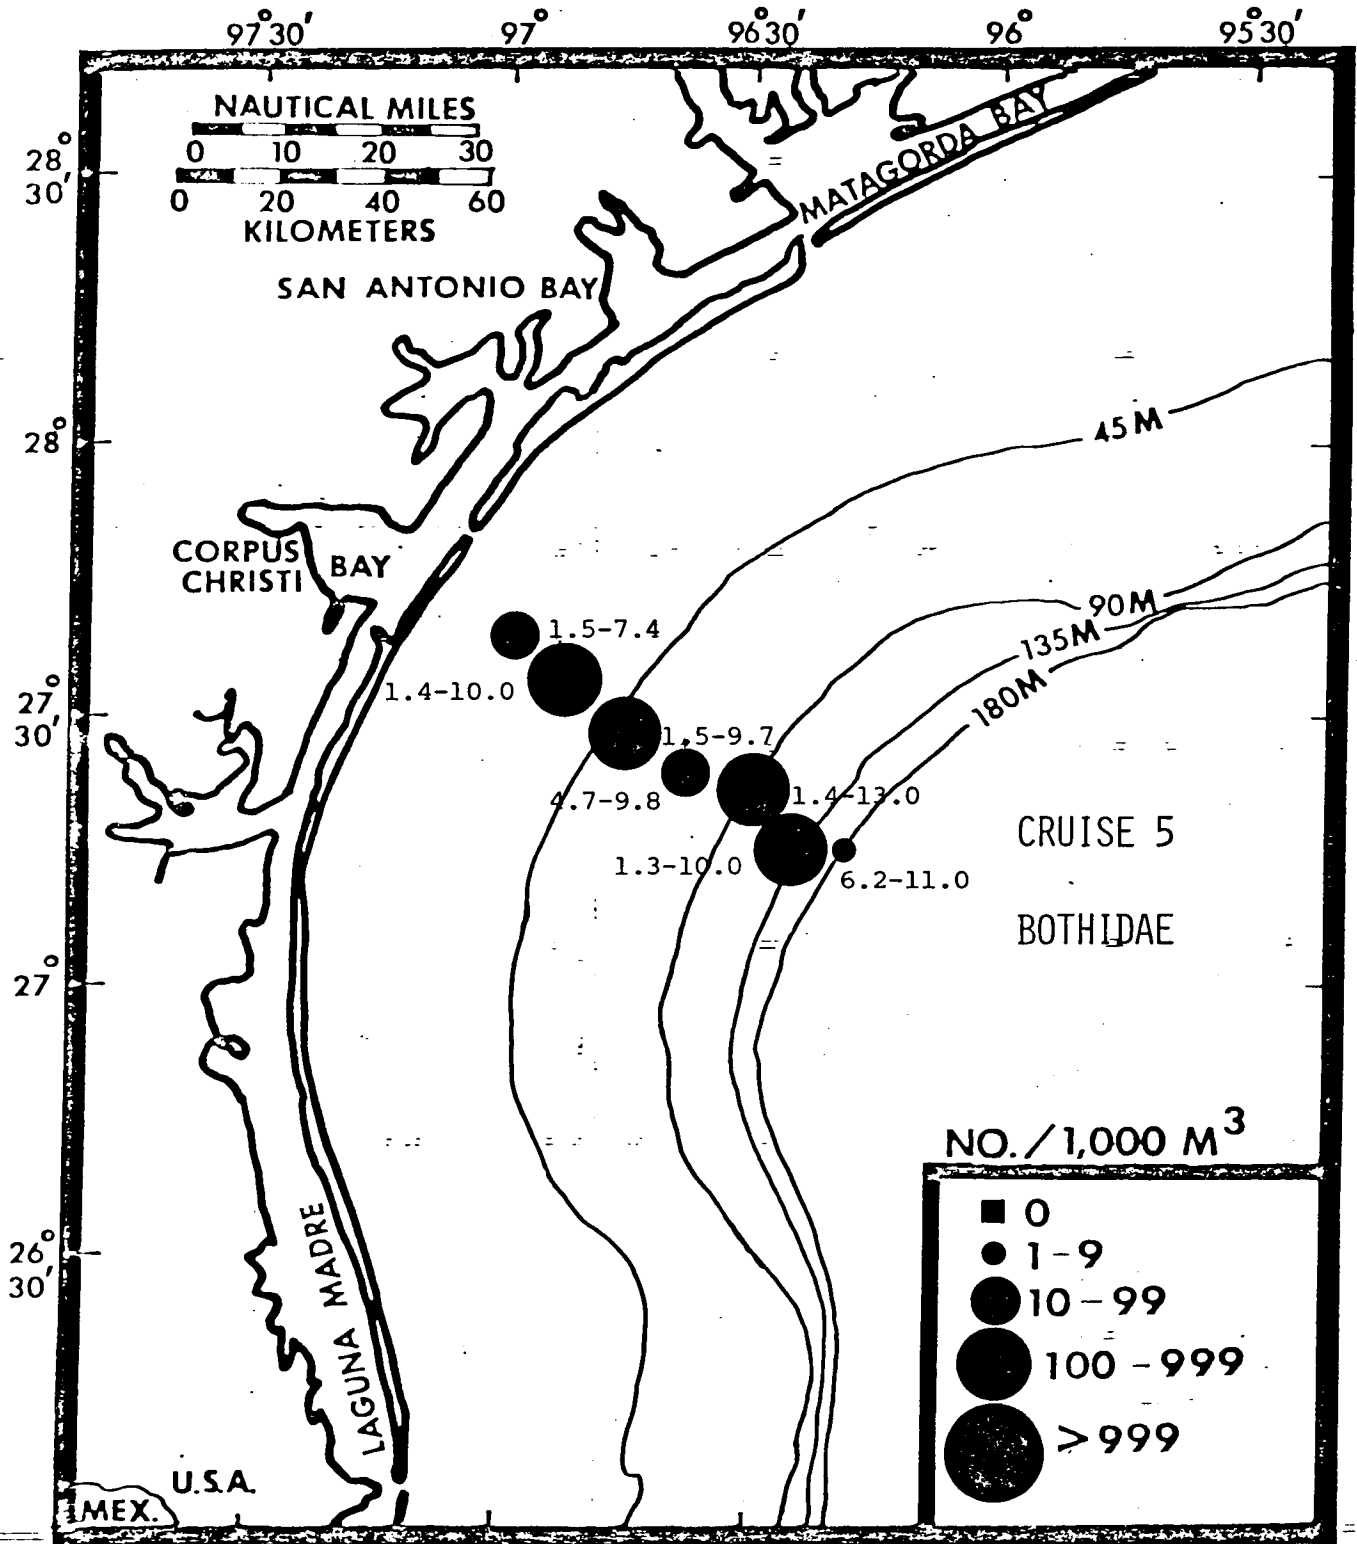 97°30' 97° 96°30' 96° 95°30'
NAUTICAL MILES
0 10 20 30
0 20 40 60
KILOMETERS
28°
30'
MATAGORDA BAY
SAN ANTONIO BAY
45M
28°
CORPUS
CHRISTI BAY
90M
135M
180M
1.5-7.4
1.4-10.0
27°
30'
1.5-9.7
4.7-9.8
1.4-13.0
1.3-10.0
6.2-11.0
CRUISE 5
BOTHIDAE
27°
NO./1,000 M³
0
1-9
10-99
100-999
>999
26°
30'
LAGUNA MADRE
U.S.A.
MEX.